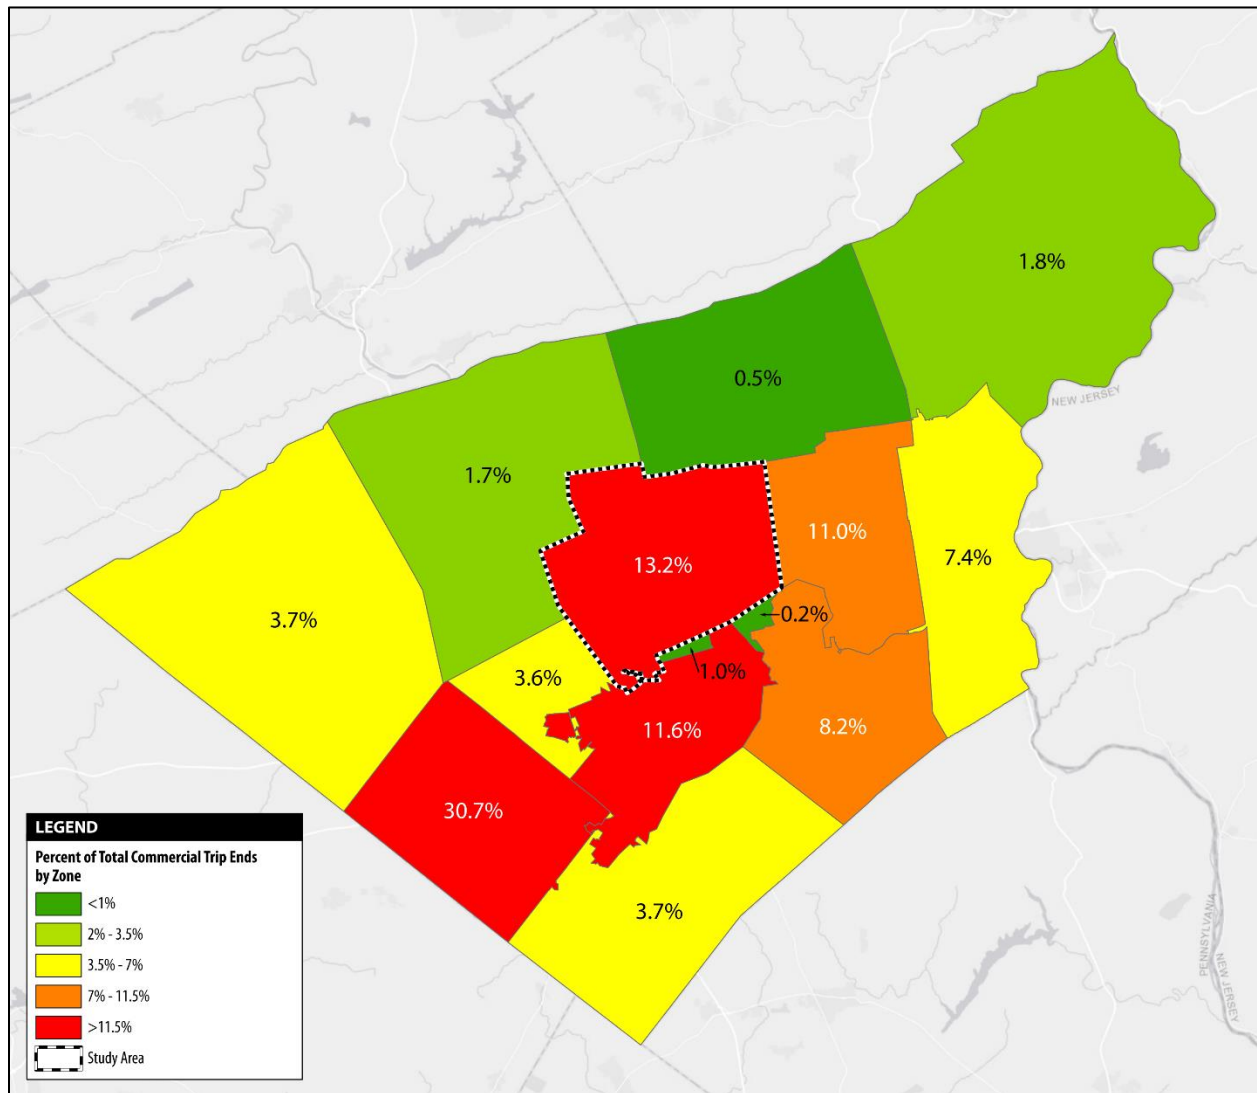 1.8%
0.5%
NEW JERSEY
1.7%
11.0%
7.4%
13.2%
0.2%
3.7%
3.6%
1.0%
11.6%
8.2%
30.7%
3.7%
PENNSYLVANIA
NEW JERSEY
LEGEND
Percent of Total Commercial Trip Ends
by Zone
<1%
2% - 3.5%
3.5% - 7%
7% - 11.5%
>11.5%
Study Area